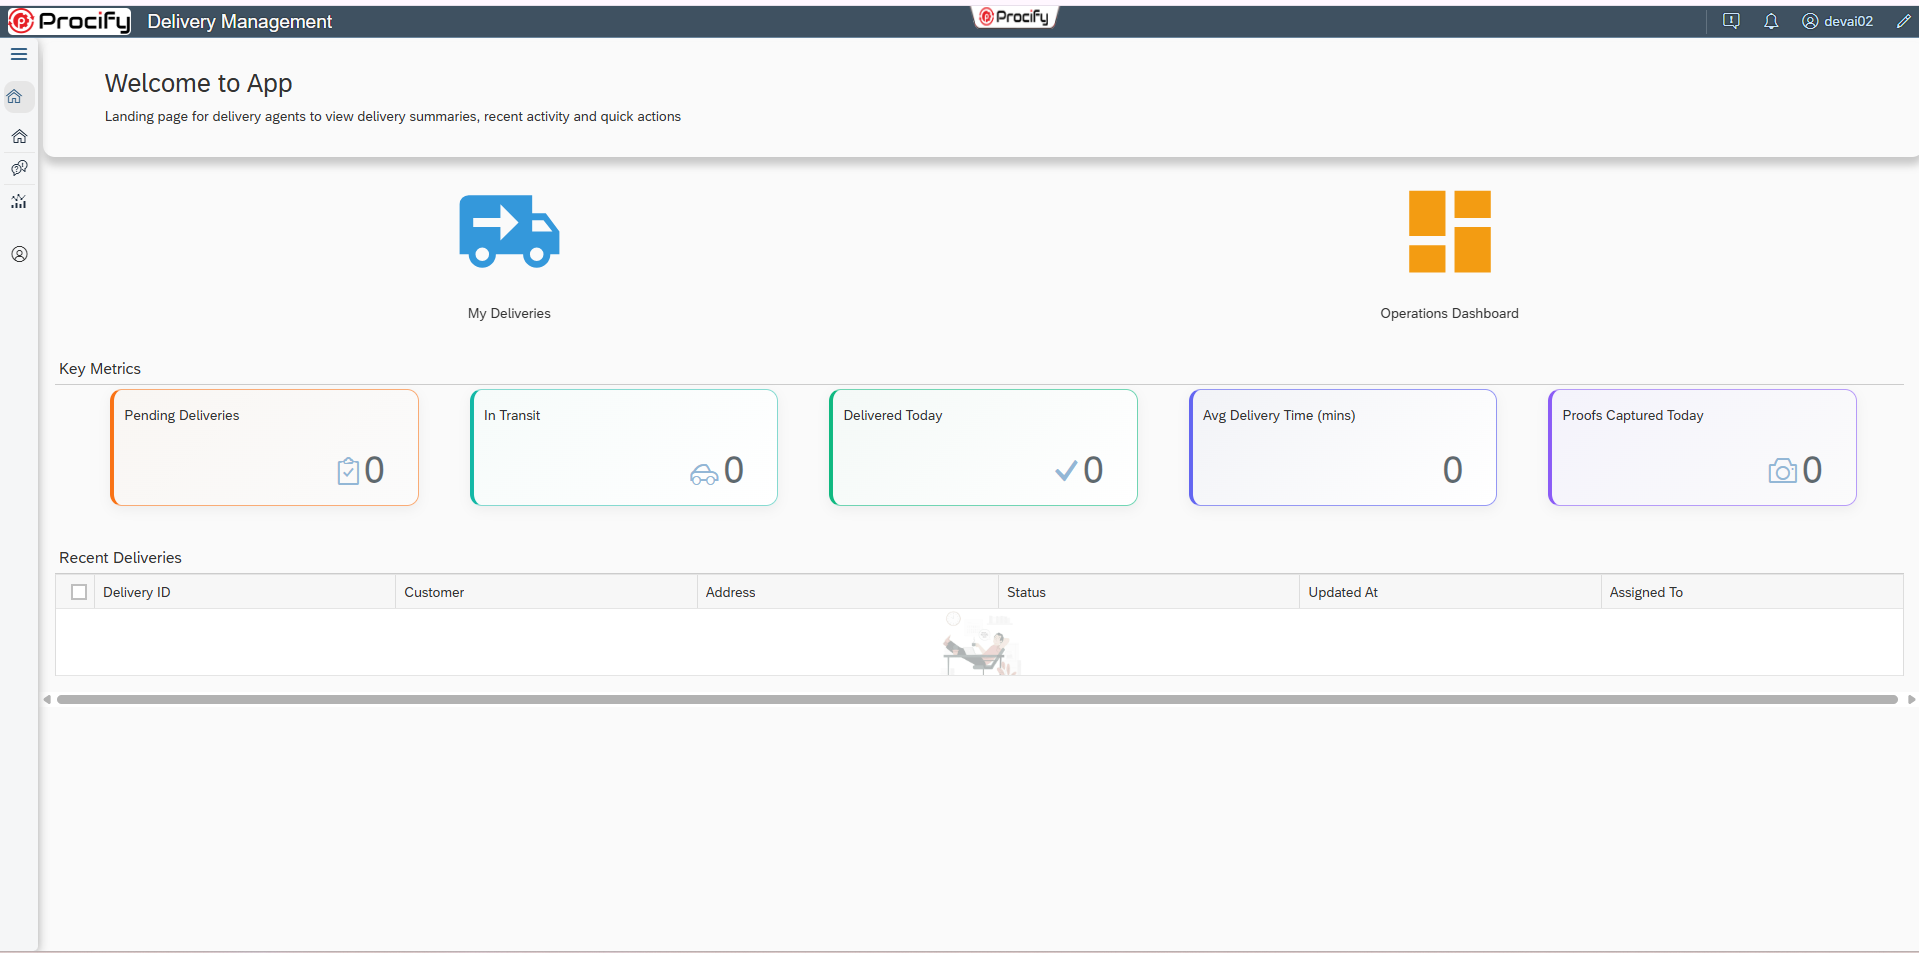 Procify Delivery Management
Procify
devai02
Welcome to App
Landing page for delivery agents to view delivery summaries, recent activity and quick actions
My Deliveries
Operations Dashboard
Key Metrics
Pending Deliveries
0
In Transit
0
Delivered Today
0
Avg Delivery Time (mins)
0
Proofs Captured Today
0
Recent Deliveries
Delivery ID Customer Address Status Updated At Assigned To